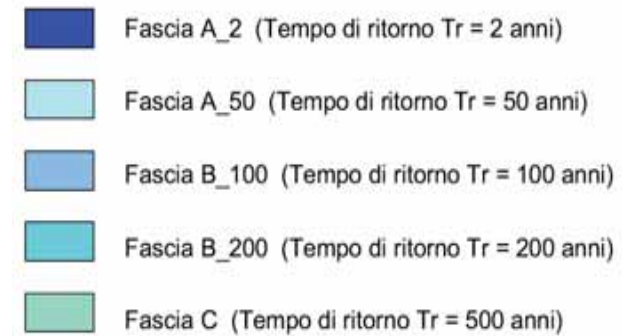 Fascia A_2 (Tempo di ritorno Tr = 2 anni)
Fascia A_50 (Tempo di ritorno Tr = 50 anni)
Fascia B_100 (Tempo di ritorno Tr = 100 anni)
Fascia B_200 (Tempo di ritorno Tr = 200 anni)
Fascia C (Tempo di ritorno Tr = 500 anni)